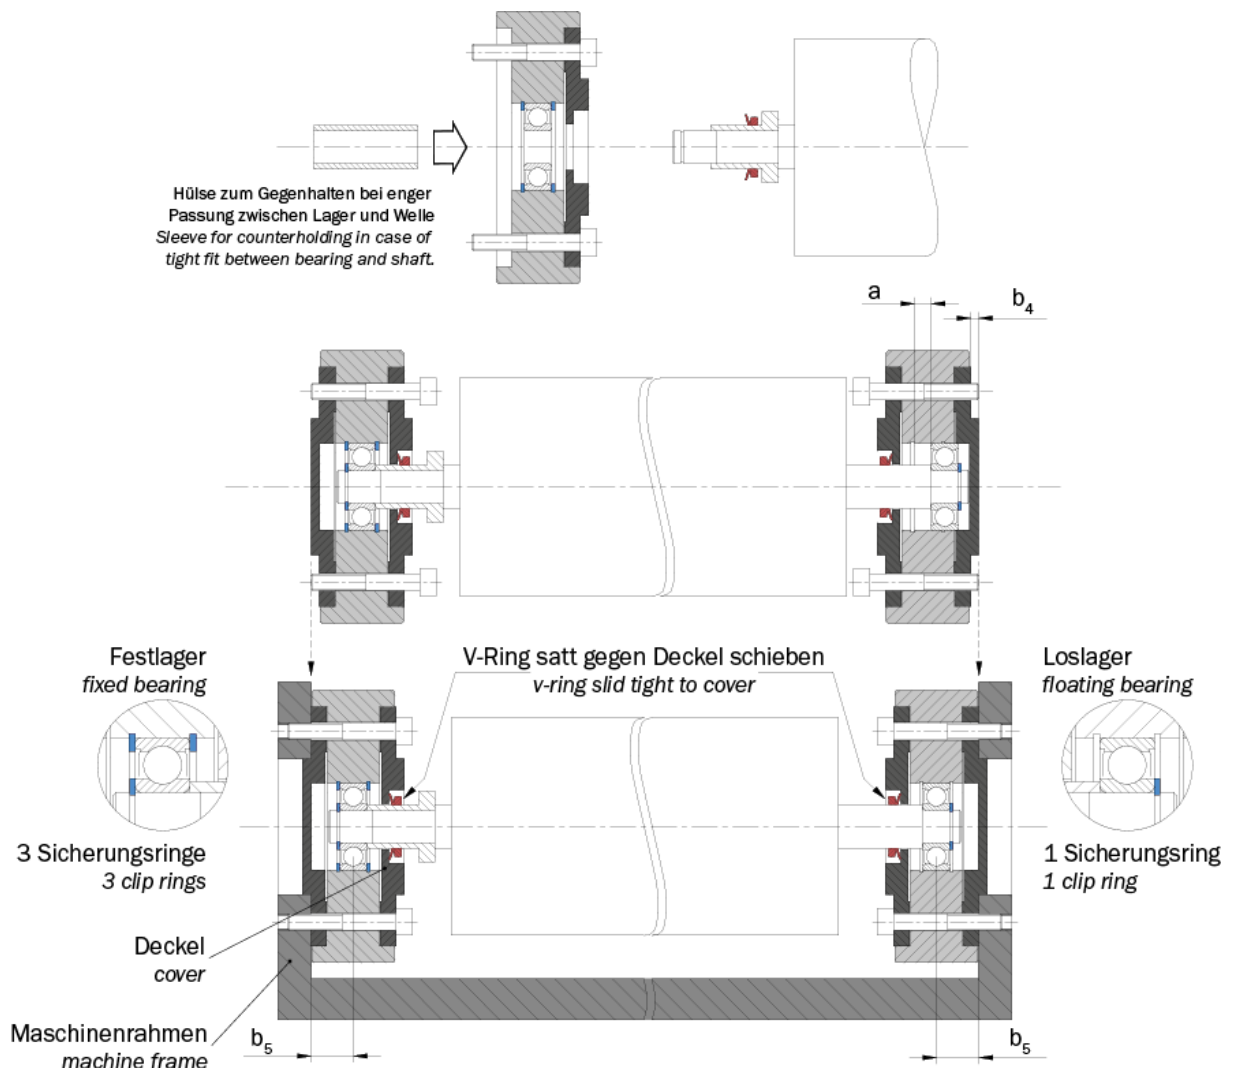 Hülse zum Gegenhalten bei enger
Passung zwischen Lager und Welle
Sleeve for counterholding in case of
tight fit between bearing and shaft.
a
b4
Festlager
fixed bearing
V-Ring satt gegen Deckel schieben
v-ring slid tight to cover
Loslager
floating bearing
3 Sicherungsringe
3 clip rings
1 Sicherungsring
1 clip ring
Deckel
cover
Maschinenrahmen
machine frame
b5
b5